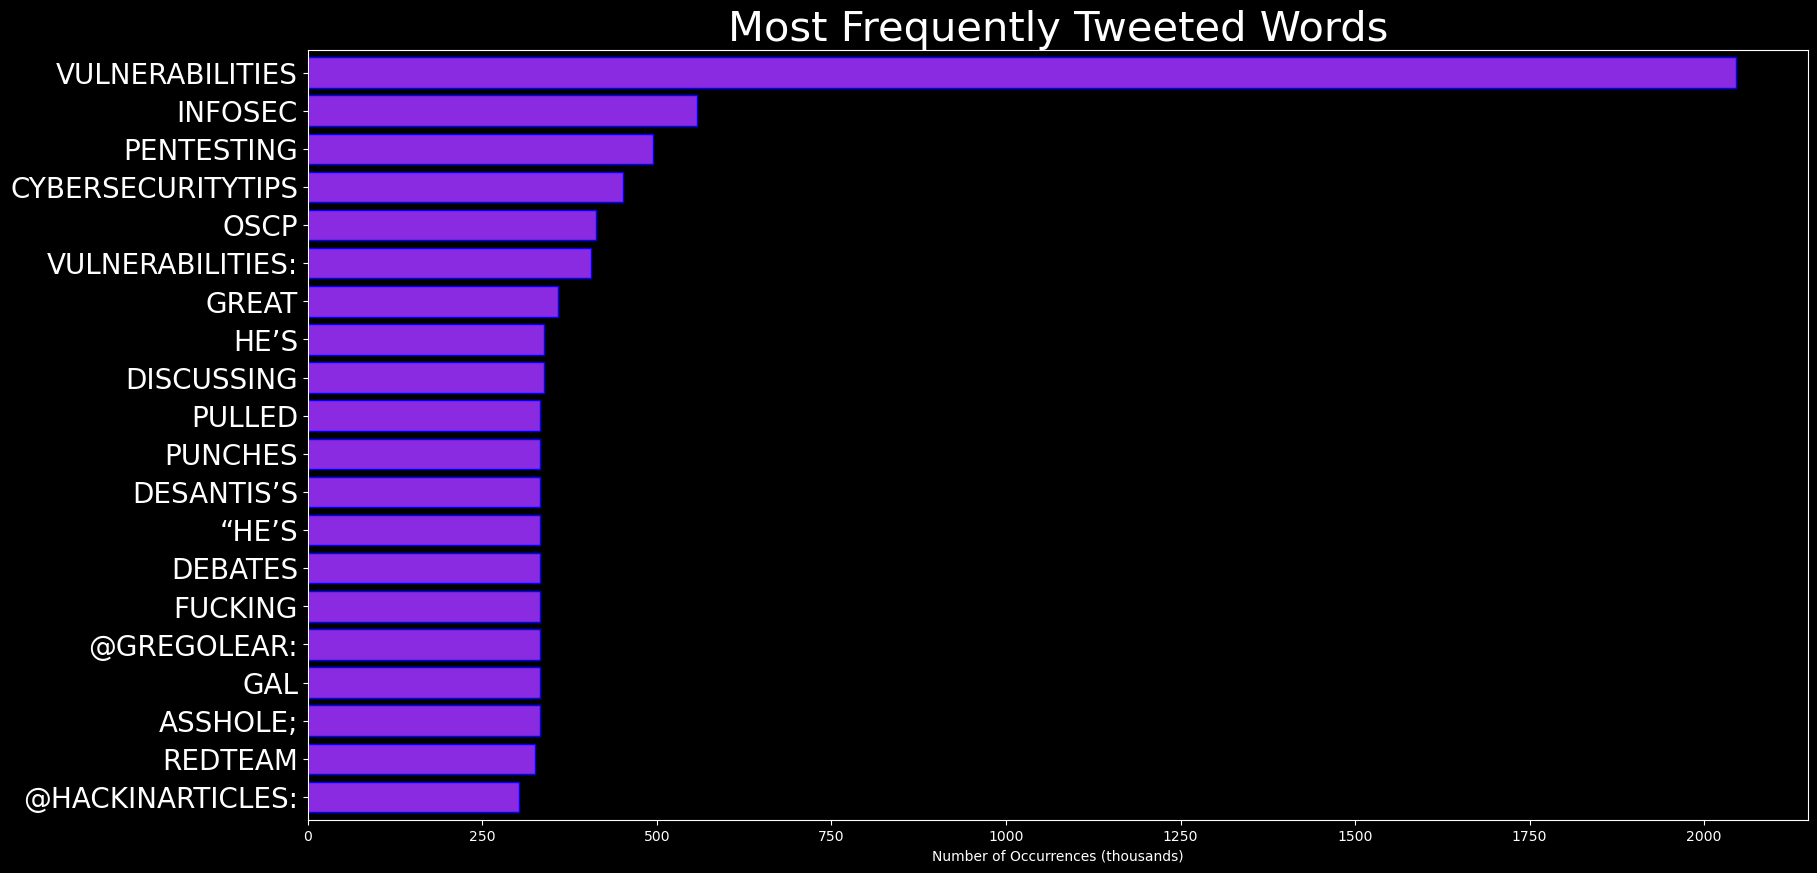 Most Frequently Tweeted Words
VULNERABILITIES
INFOSEC
PENTESTING
CYBERSECURITYTIPS
OSCP
VULNERABILITIES:
GREAT
HE’S
DISCUSSING
PULLED
PUNCHES
DESANTIS’S
“HE’S
DEBATES
FUCKING
@GREGOLEAR:
GAL
ASSHOLE;
REDTEAM
@HACKINARTICLES:
0 250 500 750 1000 1250 1500 1750 2000
Number of Occurrences (thousands)